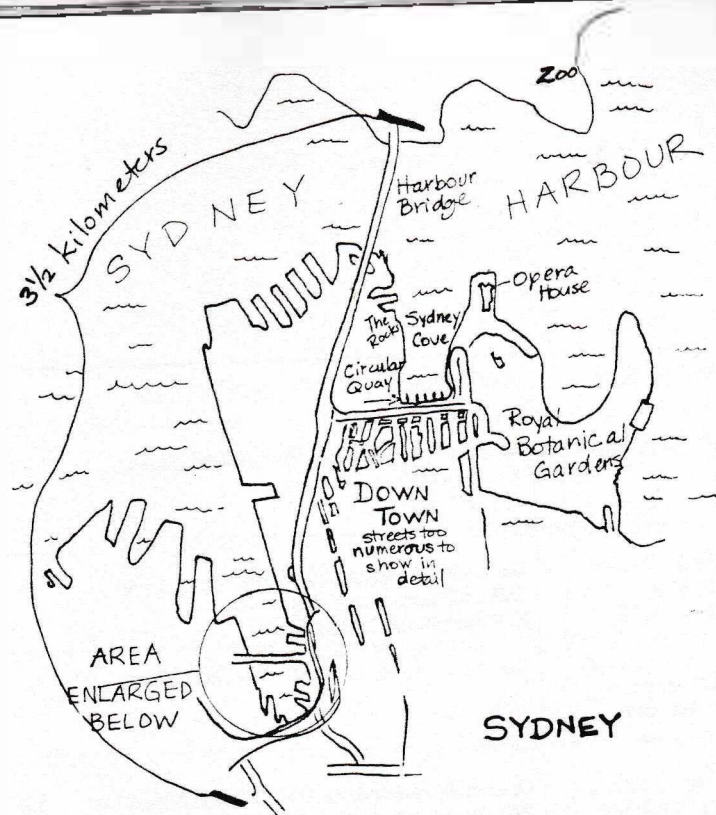 Zoo
3½ kilometers
SYDNEY
HARBOUR
Harbour
Bridge
Opera
House
The
Rocks
Sydney
Cove
Circular
Quay
Royal
Botanical
Gardens
DOWN
TOWN
streets too
numerous to
show in
detail
AREA
ENLARGED
BELOW
SYDNEY